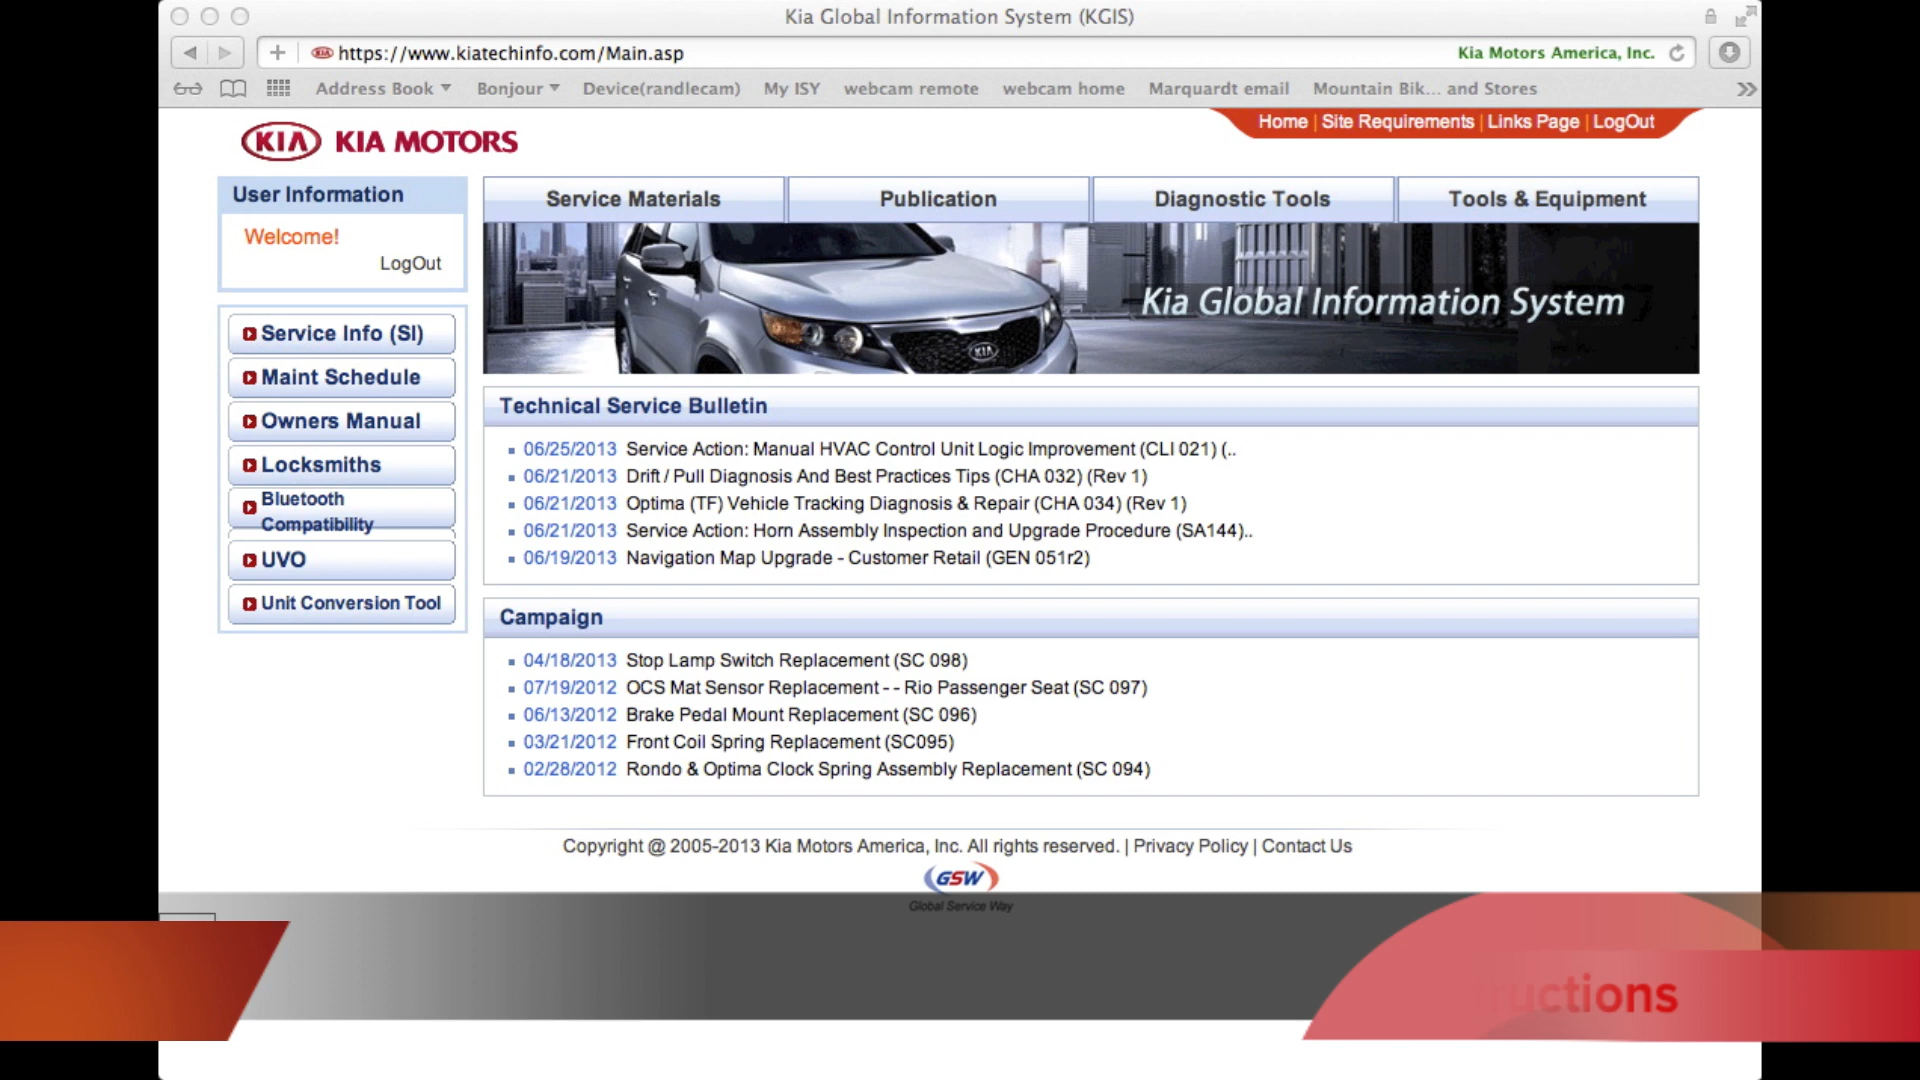 Kia Global Information System (KGIS)
https://www.kiatechinfo.com/Main.asp
Kia Motors America, Inc.
Address Book
Bonjour
Device(randlecam)
My ISY
webcam remote
webcam home
Marquardt email
Mountain Bik... and Stores
Home | Site Requirements | Links Page | LogOut
KIA KIA MOTORS
User Information
Welcome!
LogOut
Service Materials
Publication
Diagnostic Tools
Tools & Equipment
Kia Global Information System
KIA
Service Info (SI)
Maint Schedule
Owners Manual
Locksmiths
Bluetooth
Compatibility
UVO
Unit Conversion Tool
Technical Service Bulletin
06/25/2013 Service Action: Manual HVAC Control Unit Logic Improvement (CLI 021) (..
06/21/2013 Drift / Pull Diagnosis And Best Practices Tips (CHA 032) (Rev 1)
06/21/2013 Optima (TF) Vehicle Tracking Diagnosis & Repair (CHA 034) (Rev 1)
06/21/2013 Service Action: Horn Assembly Inspection and Upgrade Procedure (SA144)..
06/19/2013 Navigation Map Upgrade - Customer Retail (GEN 051r2)
Campaign
04/18/2013 Stop Lamp Switch Replacement (SC 098)
07/19/2012 OCS Mat Sensor Replacement - - Rio Passenger Seat (SC 097)
06/13/2012 Brake Pedal Mount Replacement (SC 096)
03/21/2012 Front Coil Spring Replacement (SC095)
02/28/2012 Rondo & Optima Clock Spring Assembly Replacement (SC 094)
Copyright @ 2005-2013 Kia Motors America, Inc. All rights reserved. | Privacy Policy | Contact Us
GSW
Global Service Way